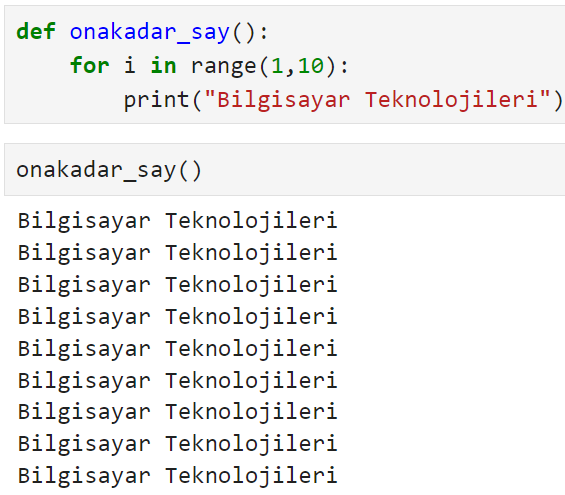 def onakadar_say():
    for i in range(1,10):
        print("Bilgisayar Teknolojileri")
onakadar_say()
Bilgisayar Teknolojileri
Bilgisayar Teknolojileri
Bilgisayar Teknolojileri
Bilgisayar Teknolojileri
Bilgisayar Teknolojileri
Bilgisayar Teknolojileri
Bilgisayar Teknolojileri
Bilgisayar Teknolojileri
Bilgisayar Teknolojileri